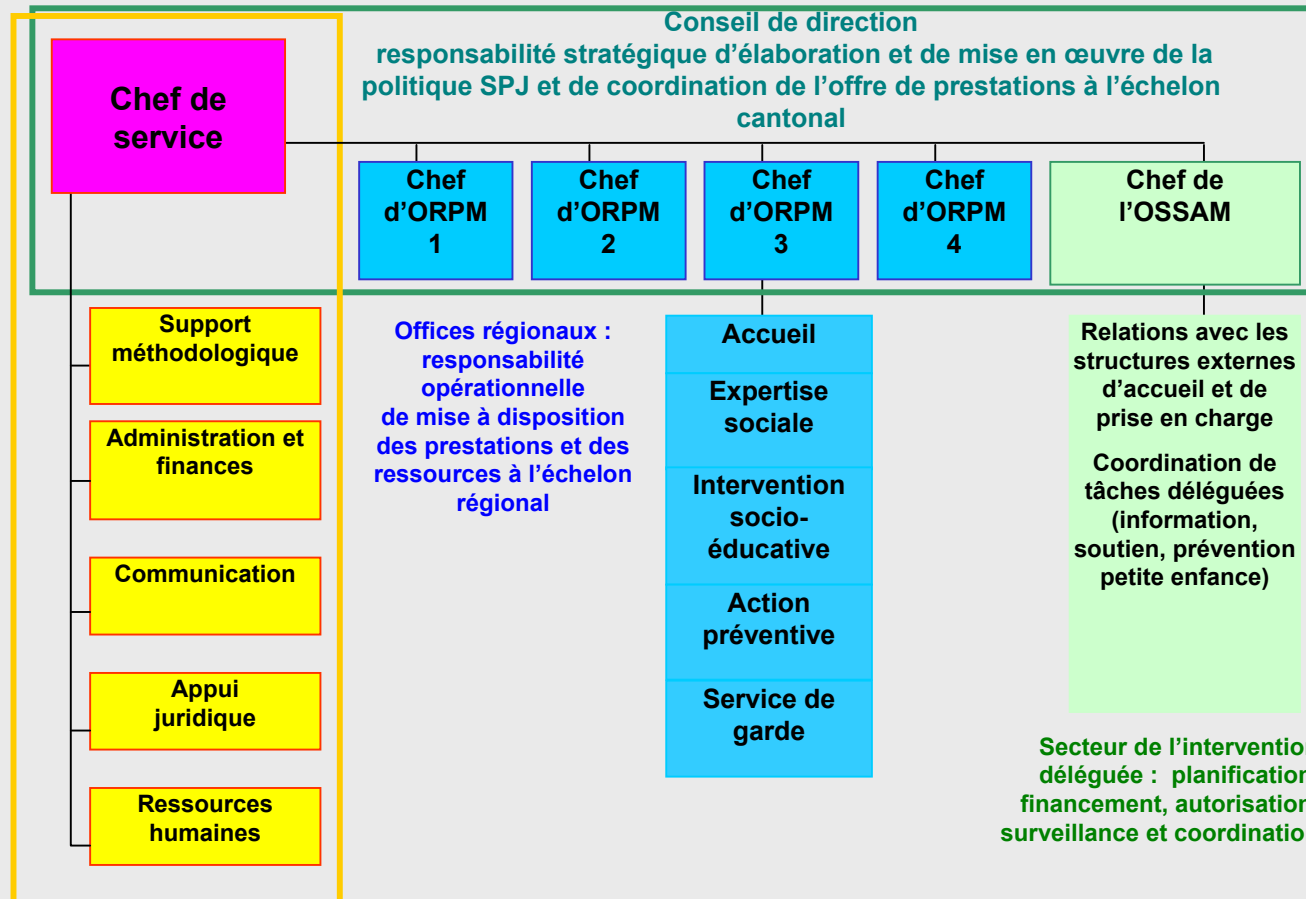 Conseil de direction
responsabilité stratégique d’élaboration et de mise en œuvre de la
politique SPJ et de coordination de l’offre de prestations à l’échelon
cantonal
Chef de
service
Chef
d’ORPM
1
Chef
d’ORPM
2
Chef
d’ORPM
3
Chef
d’ORPM
4
Chef de
l’OSSAM
Support
méthodologique
Administration et
finances
Communication
Appui
juridique
Ressources
humaines
Offices régionaux :
responsabilité
opérationnelle
de mise à disposition
des prestations et des
ressources à l’échelon
régional
Accueil
Expertise
sociale
Intervention
socio-
éducative
Action
préventive
Service de
garde
Relations avec les
structures externes
d’accueil et de
prise en charge
Coordination de
tâches déléguées
(information,
soutien, prévention
petite enfance)
Secteur de l’interventio
déléguée : planification
financement, autorisation
surveillance et coordinatio